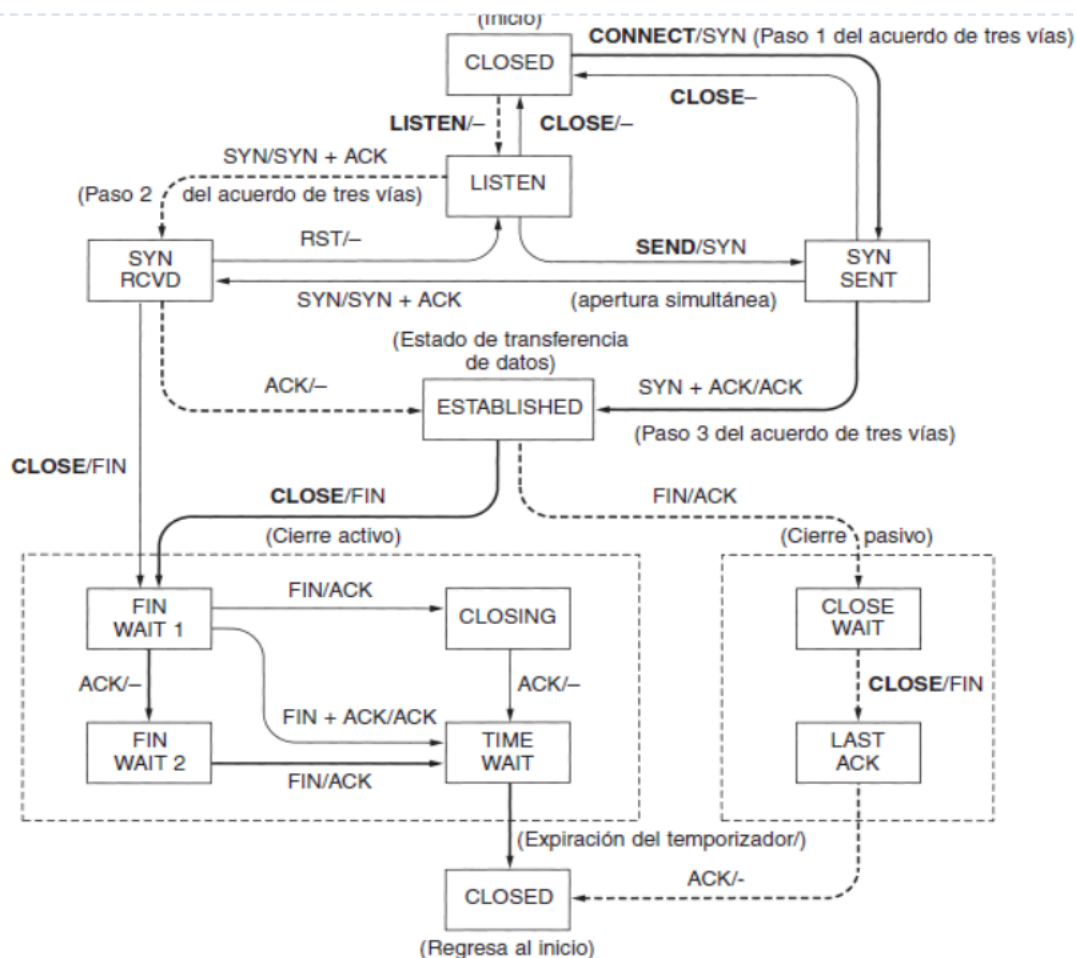 (Inicio)
CLOSED
CONNECT/SYN (Paso 1 del acuerdo de tres vías)
CLOSE–
LISTEN/–
CLOSE/–
SYN/SYN + ACK
(Paso 2 del acuerdo de tres vías)
LISTEN
RST/–
SEND/SYN
SYN
RCVD
SYN
SENT
SYN/SYN + ACK
(apertura simultánea)
(Estado de transferencia
de datos)
ACK/–
ESTABLISHED
SYN + ACK/ACK
(Paso 3 del acuerdo de tres vías)
CLOSE/FIN
CLOSE/FIN
FIN/ACK
(Cierre activo)
(Cierre pasivo)
FIN
WAIT 1
FIN/ACK
CLOSING
CLOSE
WAIT
ACK/–
ACK/–
CLOSE/FIN
FIN + ACK/ACK
FIN
WAIT 2
FIN/ACK
TIME
WAIT
LAST
ACK
(Expiración del temporizador/)
CLOSED
ACK/-
(Regresa al inicio)